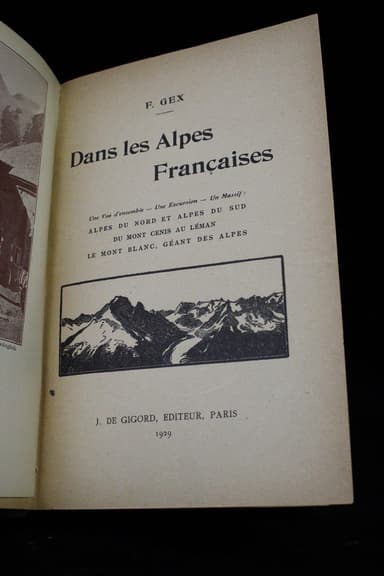 F. GEX
Dans les Alpes
Françaises
Une Vue d'ensemble — Une Excursion — Un Massif :
ALPES DU NORD ET ALPES DU SUD
DU MONT CENIS AU LÉMAN
LE MONT BLANC, GÉANT DES ALPES
J. DE GIGORD, EDITEUR, PARIS
1929